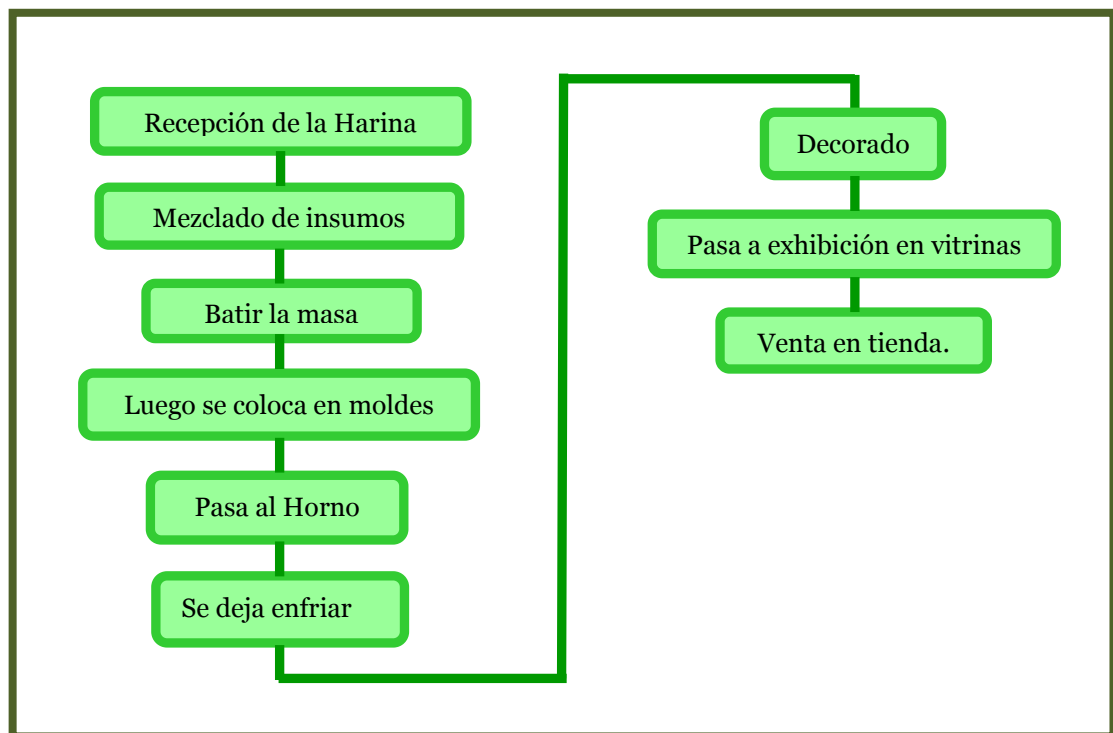 Recepción de la Harina
Mezclado de insumos
Batir la masa
Luego se coloca en moldes
Pasa al Horno
Se deja enfriar
Decorado
Pasa a exhibición en vitrinas
Venta en tienda.